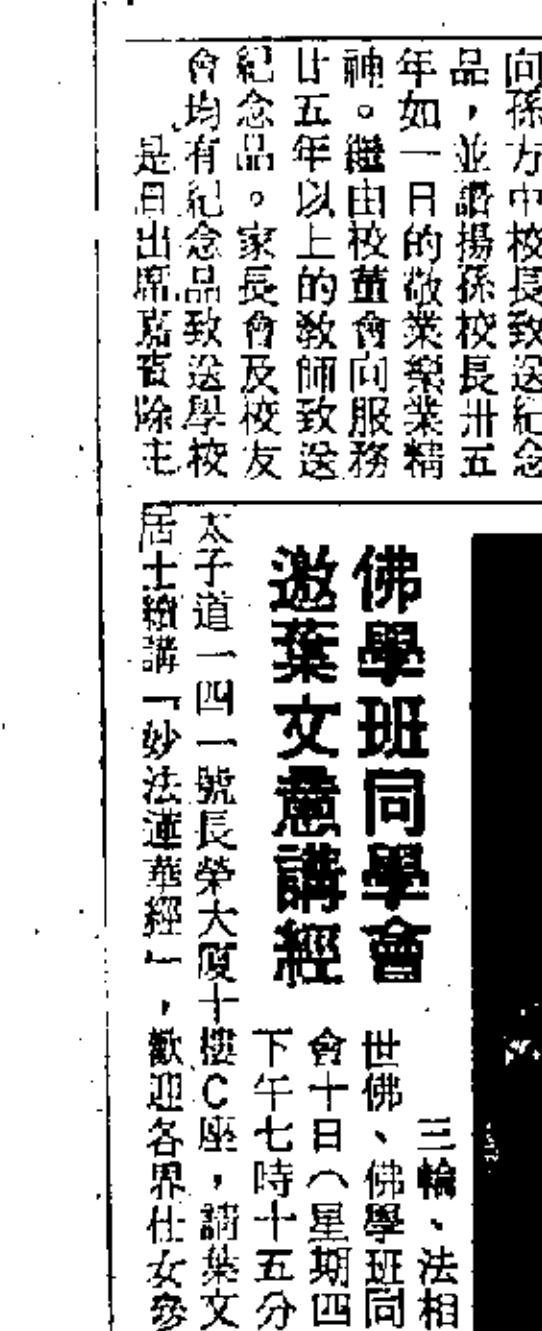 向孫方中校長致送紀念
品，並讚揚孫校長卅五
年如一日的敬業樂業精
神。繼由校董會向服務
廿五年以上的教師致送
紀念品。家長會及校友
會均有紀念品致送學校
是日出席嘉賓除主
佛學班同學會
邀葉文意講經
三輪、法相
世佛、佛學班同
會十日（星期四
下午七時十五分
太子道一四一號長榮大廈十樓C座，請葉文
居士續講「妙法蓮華經」，歡迎各界仕女參